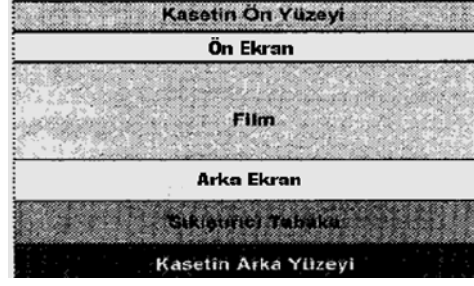 Kasetin Ön Yüzeyi
Ön Ekran
Film
Arka Ekran
Sıkıştırıcı Tabaka
Kasetin Arka Yüzeyi